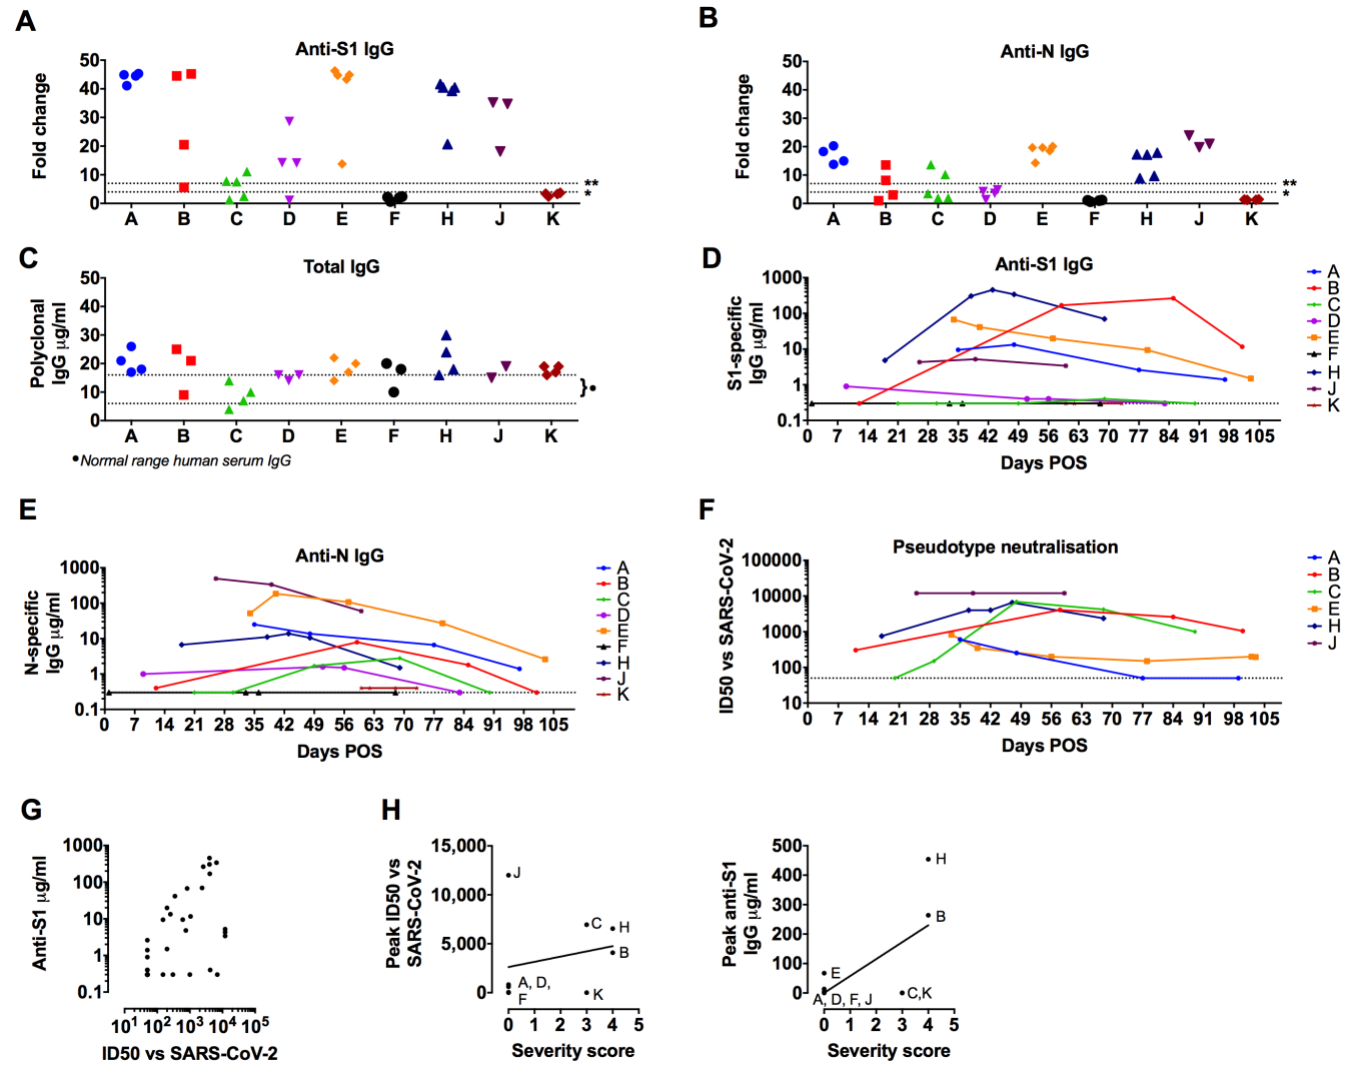 A
Anti-S1 IgG
Fold change
50
40
30
20
10
0
**
*
A B C D E F H J K
B
Anti-N IgG
Fold change
50
40
30
20
10
0
**
*
A B C D E F H J K
C
Total IgG
Polyclonal
IgG µg/ml
50
40
30
20
10
0
}•
A B C D E F H J K
•Normal range human serum IgG
D
Anti-S1 IgG
S1-specific
IgG µg/ml
1000
100
10
1
0.1
0 7 14 21 28 35 42 49 56 63 70 77 84 91 98 105
Days POS
A
B
C
D
E
F
H
J
K
E
Anti-N IgG
N-specific
IgG µg/ml
1000
100
10
1
0.1
0 7 14 21 28 35 42 49 56 63 70 77 84 91 98 105
Days POS
A
B
C
D
E
F
H
J
K
F
Pseudotype neutralisation
ID50 vs SARS-CoV-2
100000
10000
1000
100
10
0 7 14 21 28 35 42 49 56 63 70 77 84 91 98 105
Days POS
A
B
C
E
H
J
G
Anti-S1 µg/ml
1000
100
10
1
0.1
10¹ 10² 10³ 10⁴ 10⁵
ID50 vs SARS-CoV-2
H
Peak ID50 vs
SARS-CoV-2
15,000
10,000
5,000
0
J
C
H
B
A, D,
F
K
0 1 2 3 4 5
Severity score
Peak anti-S1
IgG µg/ml
500
400
300
200
100
0
H
B
E
A, D, F, J
C,K
0 1 2 3 4 5
Severity score